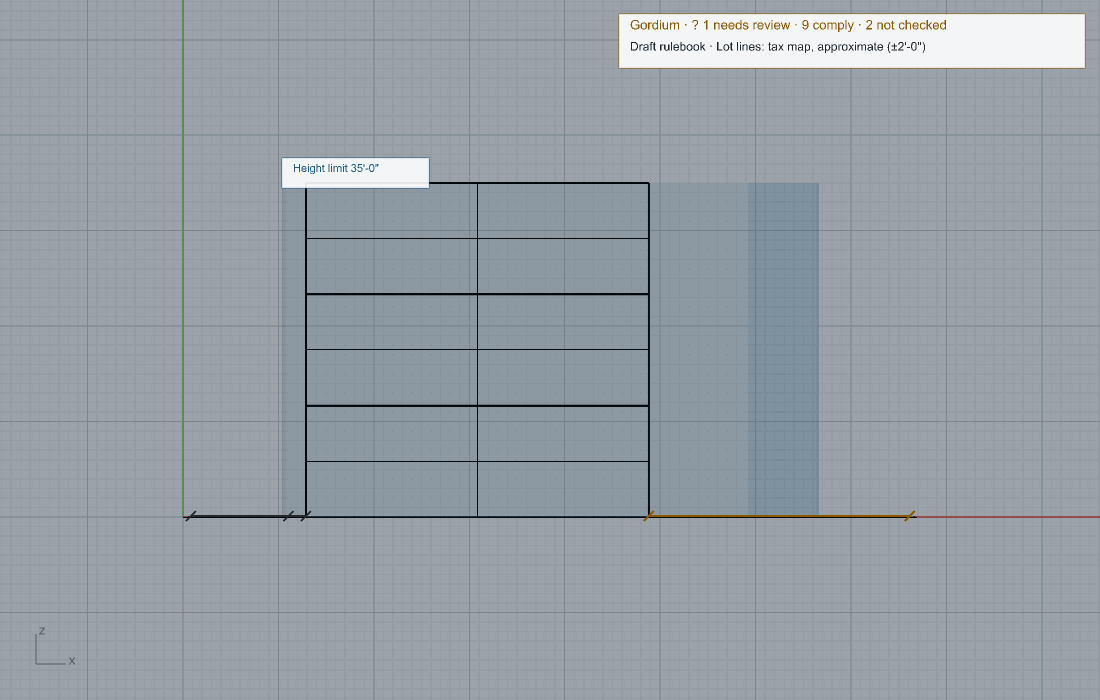 Gordium · ? 1 needs review · 9 comply · 2 not checked
Draft rulebook · Lot lines: tax map, approximate (±2'-0")
Height limit 35'-0"
z
x